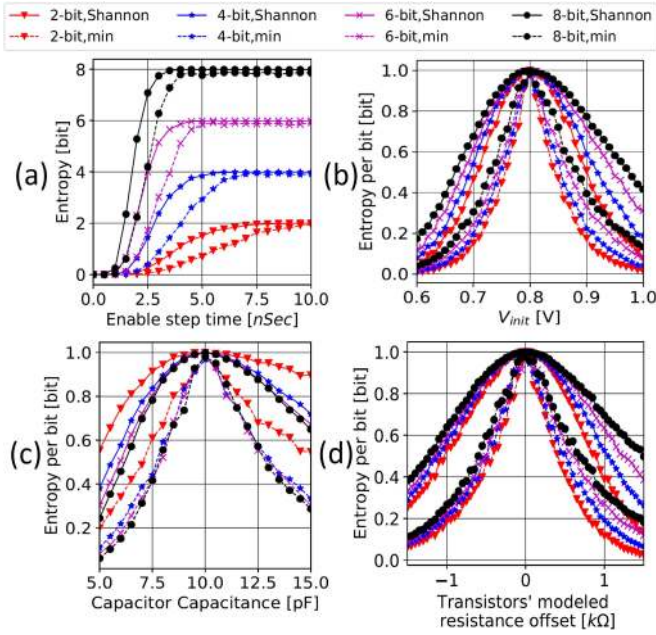 2-bit,Shannon 4-bit,Shannon 6-bit,Shannon 8-bit,Shannon
2-bit,min 4-bit,min 6-bit,min 8-bit,min
(a)
Entropy [bit]
8
6
4
2
0
0.0 2.5 5.0 7.5 10.0
Enable step time [nSec]
(b)
Entropy per bit [bit]
1.0
0.8
0.6
0.4
0.2
0.0
0.6 0.7 0.8 0.9 1.0
Vinit [V]
(c)
Entropy per bit [bit]
1.0
0.8
0.6
0.4
0.2
5.0 7.5 10.0 12.5 15.0
Capacitor Capacitance [pF]
(d)
Entropy per bit [bit]
1.0
0.8
0.6
0.4
0.2
0.0
−1 0 1
Transistors' modeled
resistance offset [kΩ]